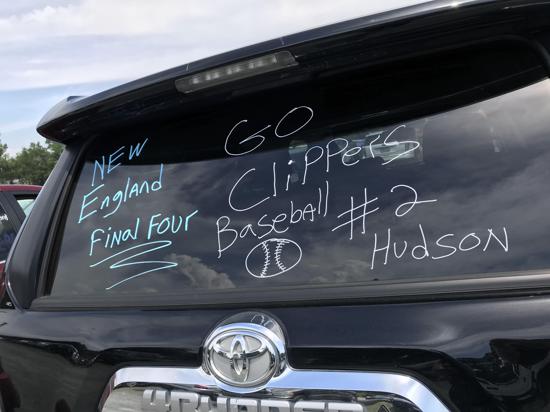 NEW
England
Final Four
GO
Clippers
Baseball
#2
Hudson